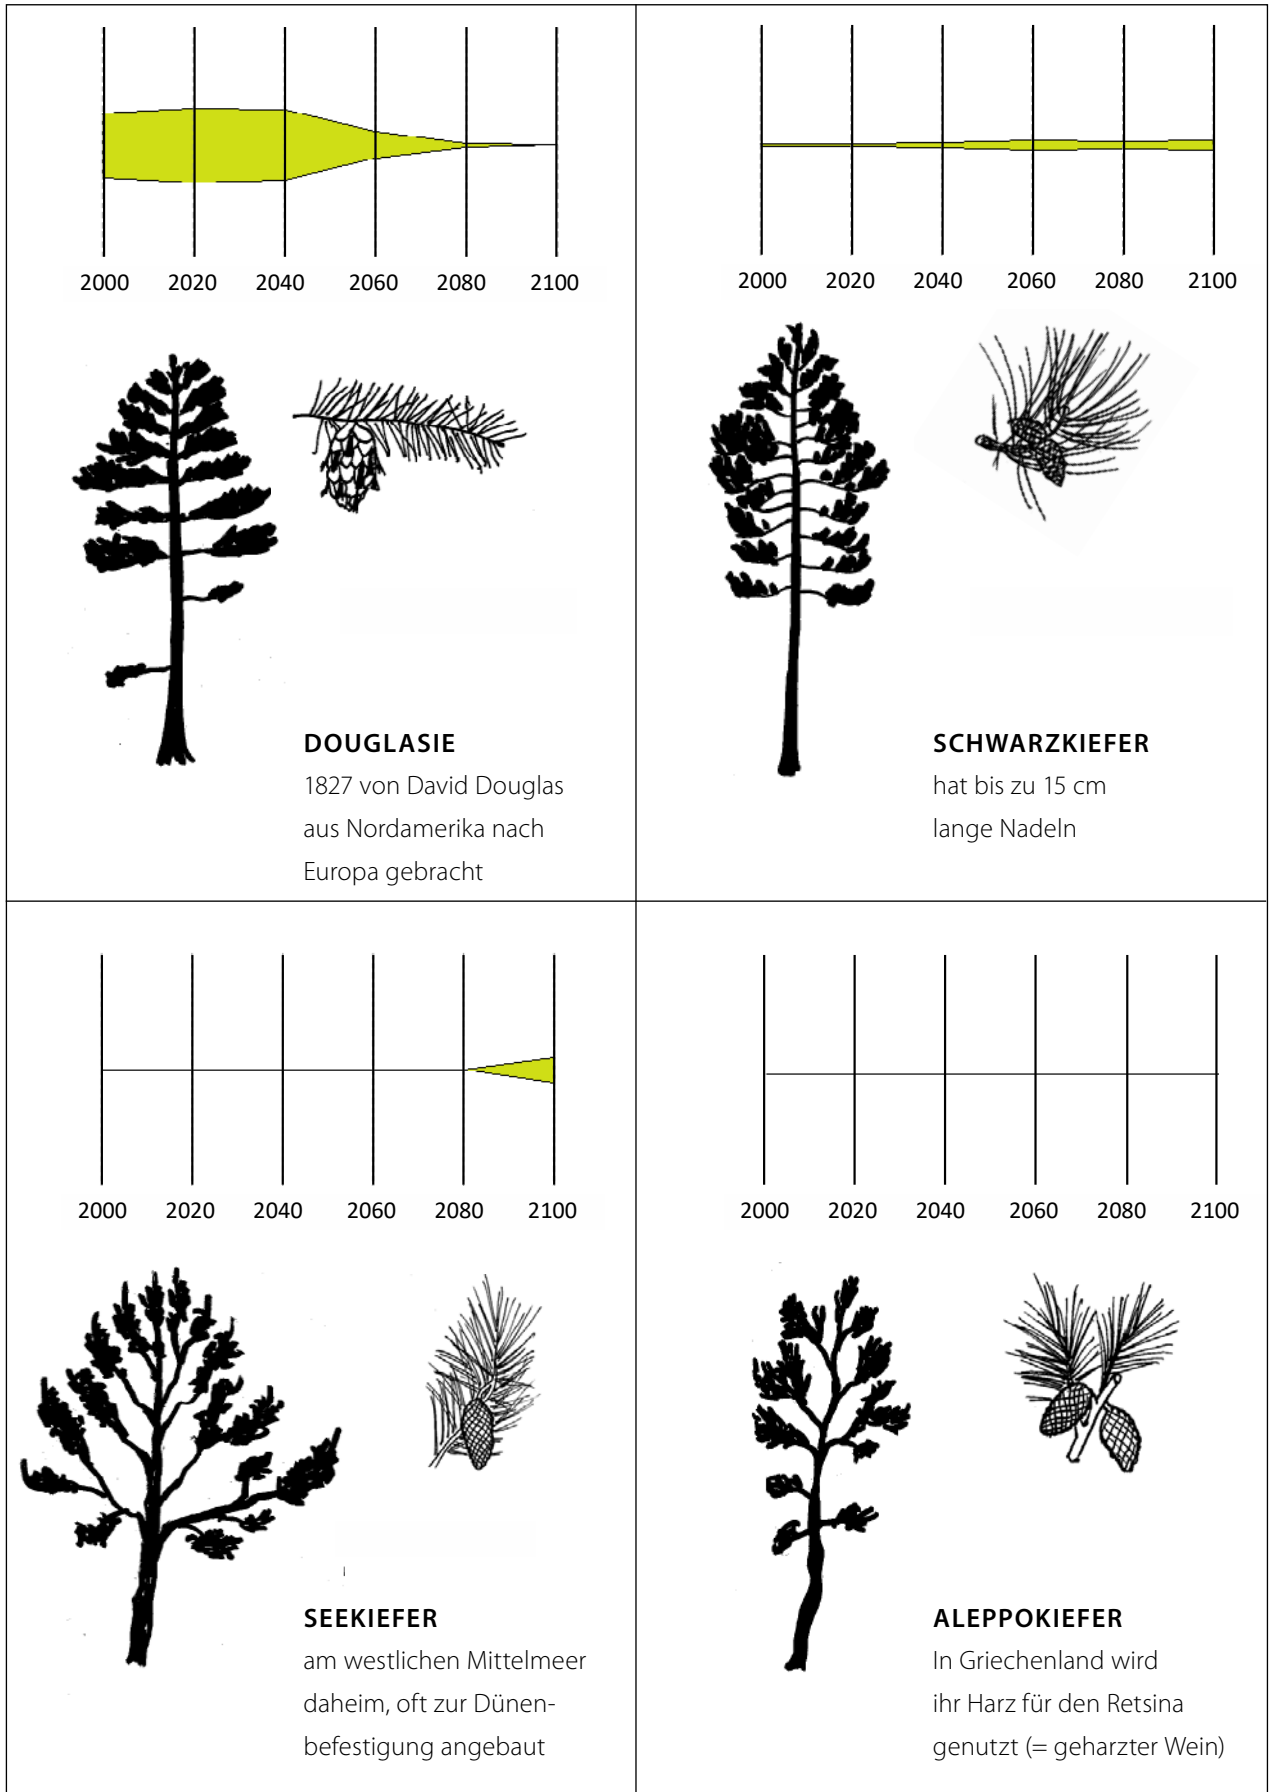 2000 2020 2040 2060 2080 2100
DOUGLASIE
1827 von David Douglas
aus Nordamerika nach
Europa gebracht
2000 2020 2040 2060 2080 2100
SCHWARZKIEFER
hat bis zu 15 cm
lange Nadeln
2000 2020 2040 2060 2080 2100
SEEKIEFER
am westlichen Mittelmeer
daheim, oft zur Dünen-
befestigung angebaut
2000 2020 2040 2060 2080 2100
ALEPPOKIEFER
In Griechenland wird
ihr Harz für den Retsina
genutzt (= geharzter Wein)